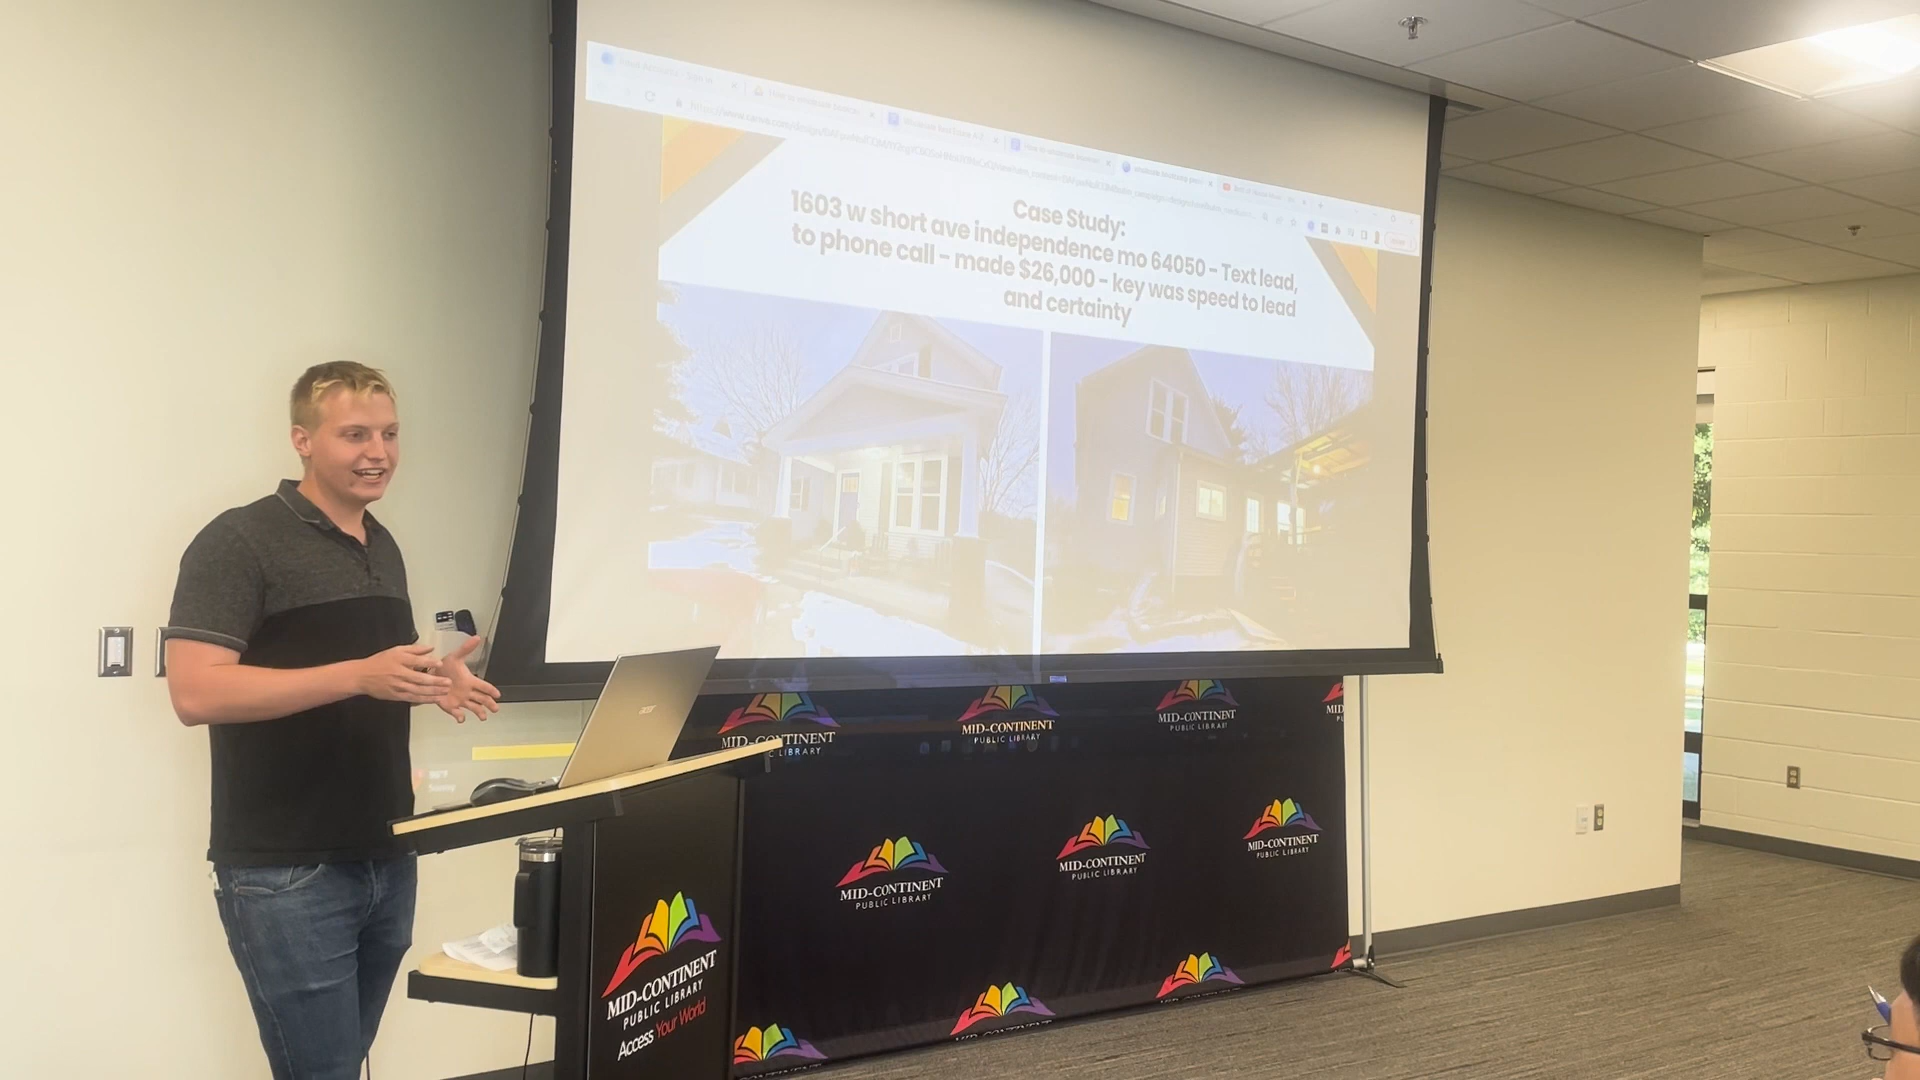 Case Study:
1603 w short ave independence mo 64050 - Text lead,
to phone call - made $26,000 - key was speed to lead
and certainty
acer
MID-CONTINENT
PUBLIC LIBRARY
MID-CONTINENT
PUBLIC LIBRARY
MID-CONTINENT
PUBLIC LIBRARY
MID
MID-CONTINENT
PUBLIC LIBRARY
MID-CONTINENT
PUBLIC LIBRARY
MID-CONTINENT
PUBLIC LIBRARY
MID-CONTINENT
PUBLIC LIBRARY
Access Your World